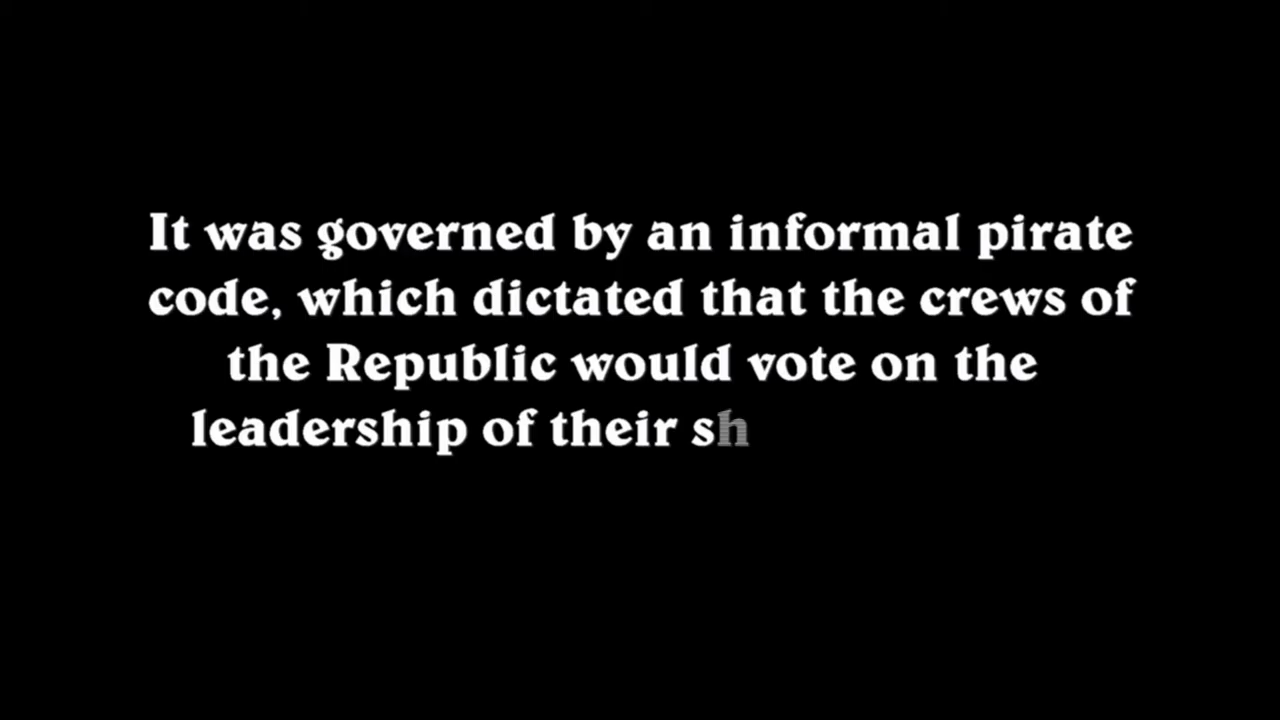 It was governed by an informal pirate
code, which dictated that the crews of
the Republic would vote on the
leadership of their sh